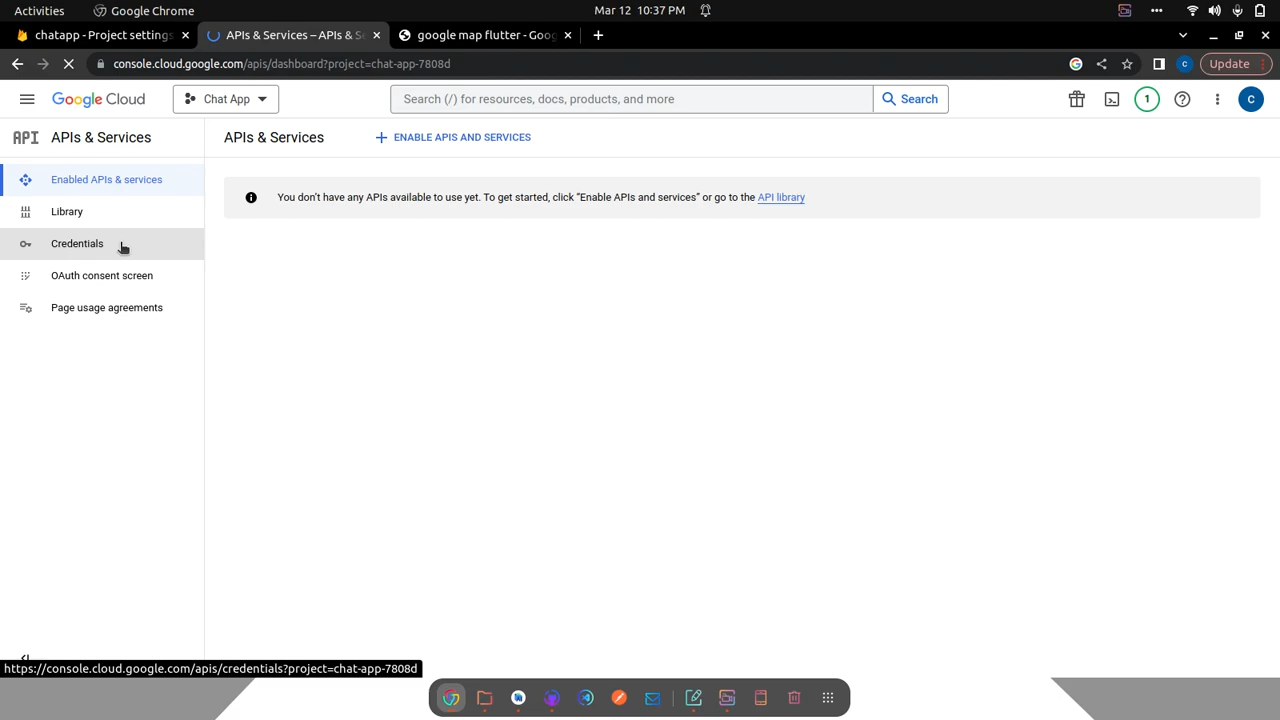 Activities
Google Chrome
Mar 12 10:37 PM
chatapp - Project settings
APIs & Services – APIs & S
google map flutter - Goog
console.cloud.google.com/apis/dashboard?project=chat-app-7808d
C
Update
Google Cloud
Chat App
Search (/) for resources, docs, products, and more
Search
1
C
API
APIs & Services
APIs & Services
ENABLE APIS AND SERVICES
Enabled APIs & services
You don't have any APIs available to use yet. To get started, click “Enable APIs and services” or go to the API library
Library
Credentials
OAuth consent screen
Page usage agreements
https://console.cloud.google.com/apis/credentials?project=chat-app-7808d